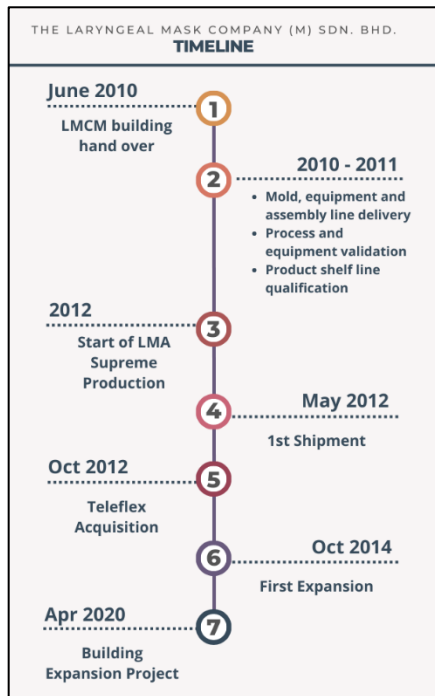 THE LARYNGEAL MASK COMPANY (M) SDN. BHD.
TIMELINE
June 2010
1
LMCM building
hand over
2010 - 2011
2
• Mold, equipment and
assembly line delivery
• Process and
equipment validation
• Product shelf line
qualification
2012
3
Start of LMA
Supreme
Production
May 2012
4
1st Shipment
Oct 2012
5
Teleflex
Acquisition
Oct 2014
6
First Expansion
Apr 2020
7
Building
Expansion Project